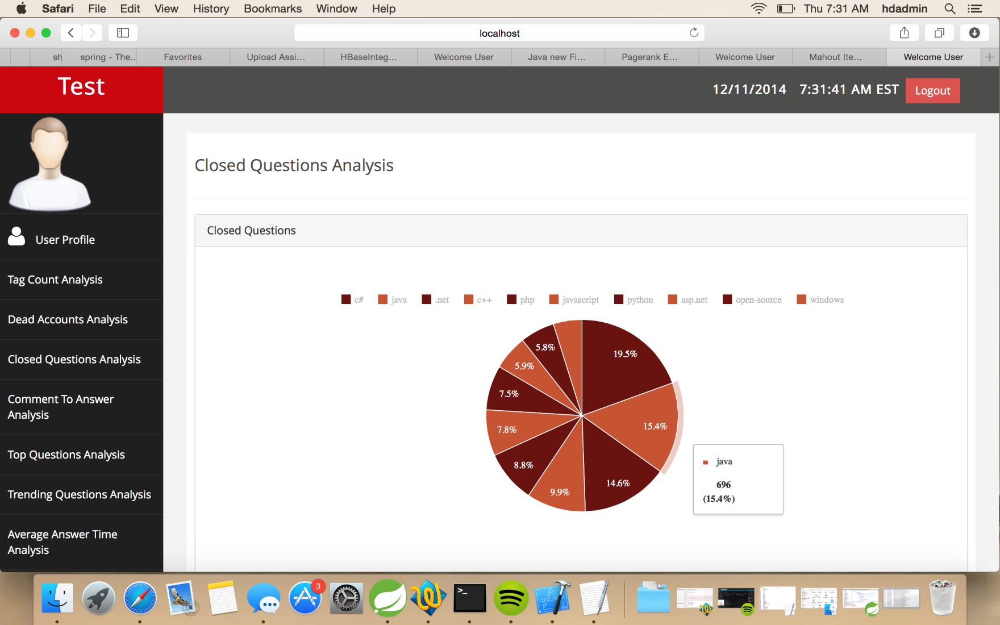 Safari File Edit View History Bookmarks Window Help Thu 7:31 AM hdadmin
localhost
sh spring - The.. Favorites Upload Assi... HBaseInteg... Welcome User Java new Fi... Pagerank E... Welcome User Mahout Ite... Welcome User
Test
12/11/2014 7:31:41 AM EST Logout
Closed Questions Analysis
Closed Questions
User Profile
Tag Count Analysis
Dead Accounts Analysis
Closed Questions Analysis
Comment To Answer
Analysis
Top Questions Analysis
Trending Questions Analysis
Average Answer Time
Analysis
c# java .net c++ php javascript python asp.net open-source windows
5.8%
19.5%
5.9%
7.5%
15.4%
7.8%
8.8%
14.6%
9.9%
java
696
(15.4%)
3
>_